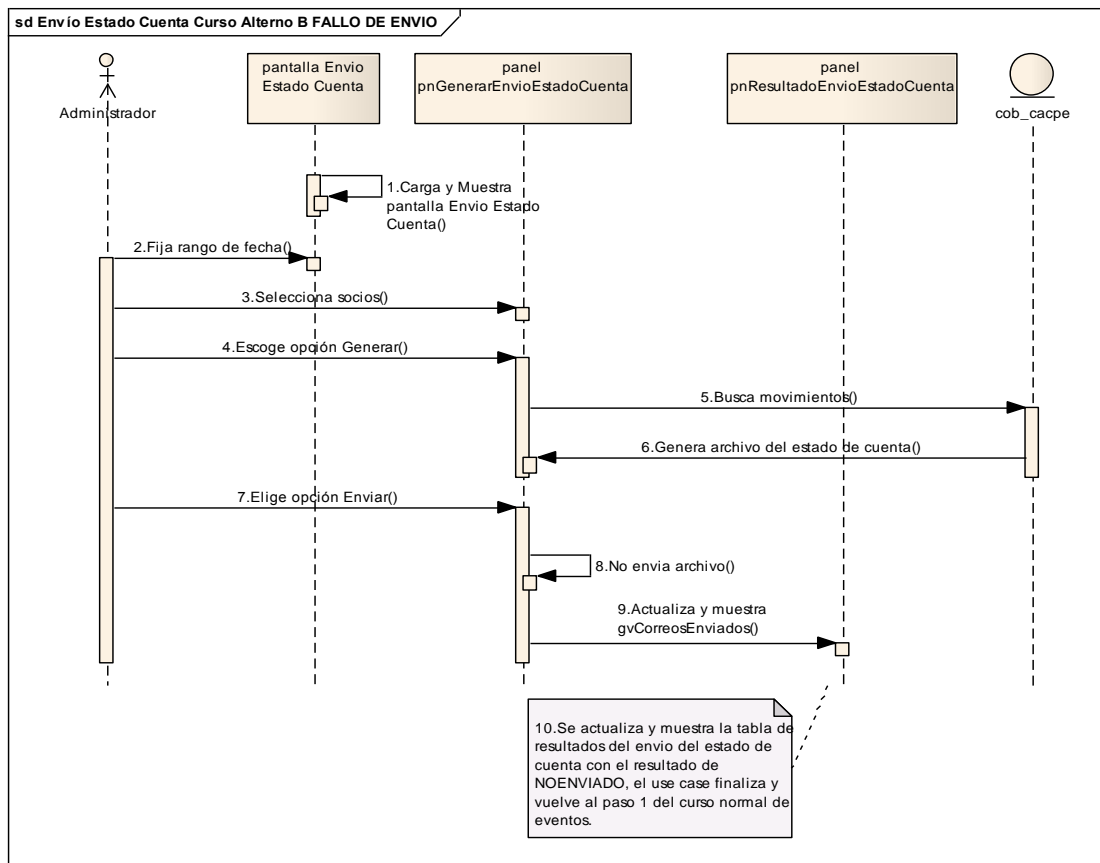 sd Envío Estado Cuenta Curso Alterno B FALLO DE ENVIO
Administrador
pantalla Envio
Estado Cuenta
panel
pnGenerarEnvioEstadoCuenta
panel
pnResultadoEnvioEstadoCuenta
cob_cacpe
1.Carga y Muestra
pantalla Envio Estado
Cuenta()
2.Fija rango de fecha()
3.Selecciona socios()
4.Escoge opción Generar()
5.Busca movimientos()
6.Genera archivo del estado de cuenta()
7.Elige opción Enviar()
8.No envia archivo()
9.Actualiza y muestra
gvCorreosEnviados()
10.Se actualiza y muestra la tabla de
resultados del envio del estado de
cuenta con el resultado de
NOENVIADO, el use case finaliza y
vuelve al paso 1 del curso normal de
eventos.